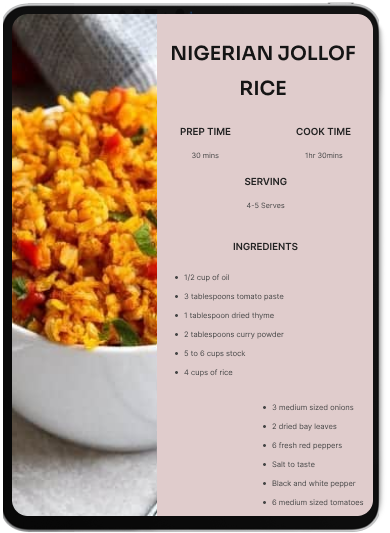 NIGERIAN JOLLOF
RICE
PREP TIME
COOK TIME
30 mins
1hr 30mins
SERVING
4-5 Serves
INGREDIENTS
• 1/2 cup of oil
• 3 tablespoons tomato paste
• 1 tablespoon dried thyme
• 2 tablespoons curry powder
• 5 to 6 cups stock
• 4 cups of rice
• 3 medium sized onions
• 2 dried bay leaves
• 6 fresh red peppers
• Salt to taste
• Black and white pepper
• 6 medium sized tomatoes